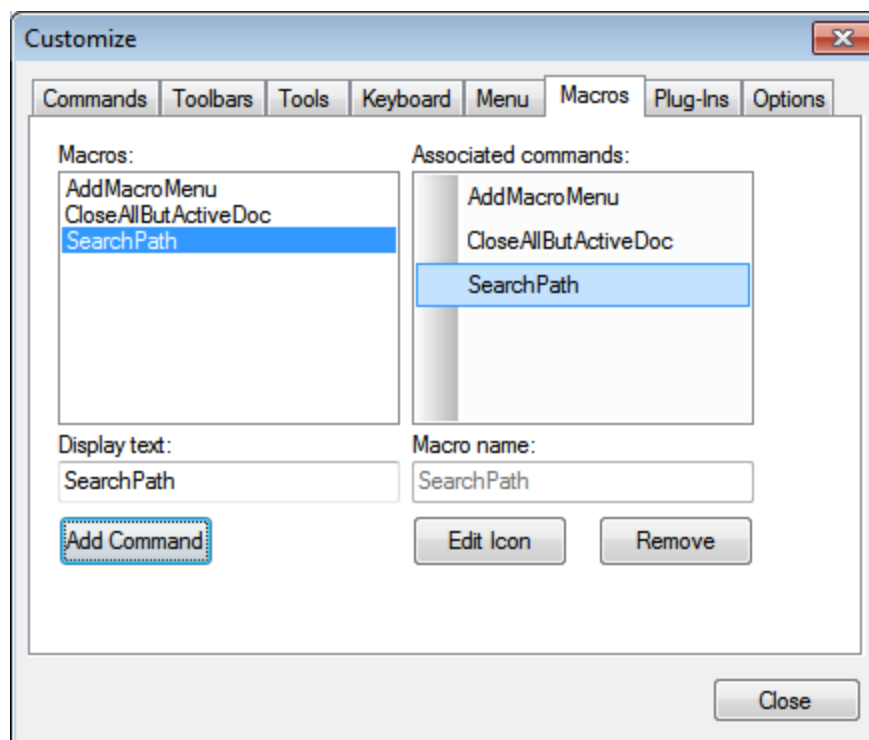 Customize
Commands Toolbars Tools Keyboard Menu Macros Plug-Ins Options
Macros: Associated commands:
AddMacroMenu
CloseAllButActiveDoc
SearchPath
AddMacroMenu
CloseAllButActiveDoc
SearchPath
Display text: Macro name:
SearchPath SearchPath
Add Command Edit Icon Remove
Close